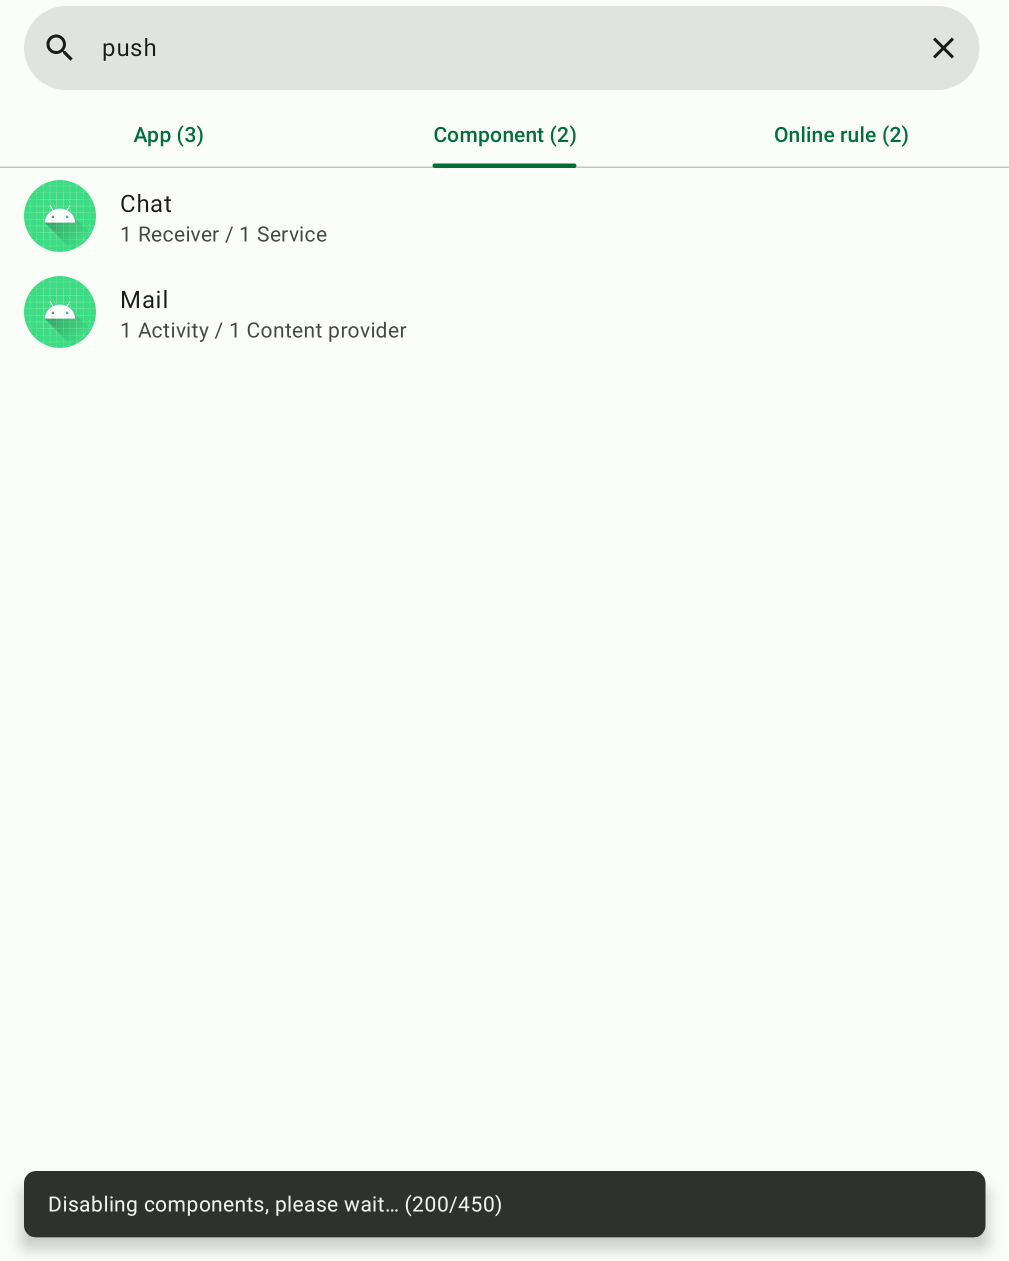 push
App (3)
Component (2)
Online rule (2)
Chat
1 Receiver / 1 Service
Mail
1 Activity / 1 Content provider
Disabling components, please wait… (200/450)